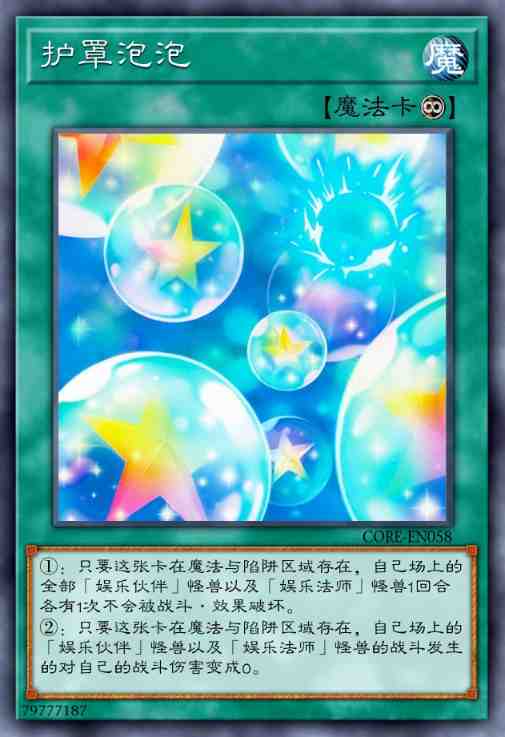 护罩泡泡
魔
【魔法卡♾】
CORE-EN058
①：只要这张卡在魔法与陷阱区域存在，自己场上的
全部「娱乐伙伴」怪兽以及「娱乐法师」怪兽1回合
各有1次不会被战斗·效果破坏。
②：只要这张卡在魔法与陷阱区域存在，自己场上的
「娱乐伙伴」怪兽以及「娱乐法师」怪兽的战斗发生
的对自己的战斗伤害变成0。
79777187